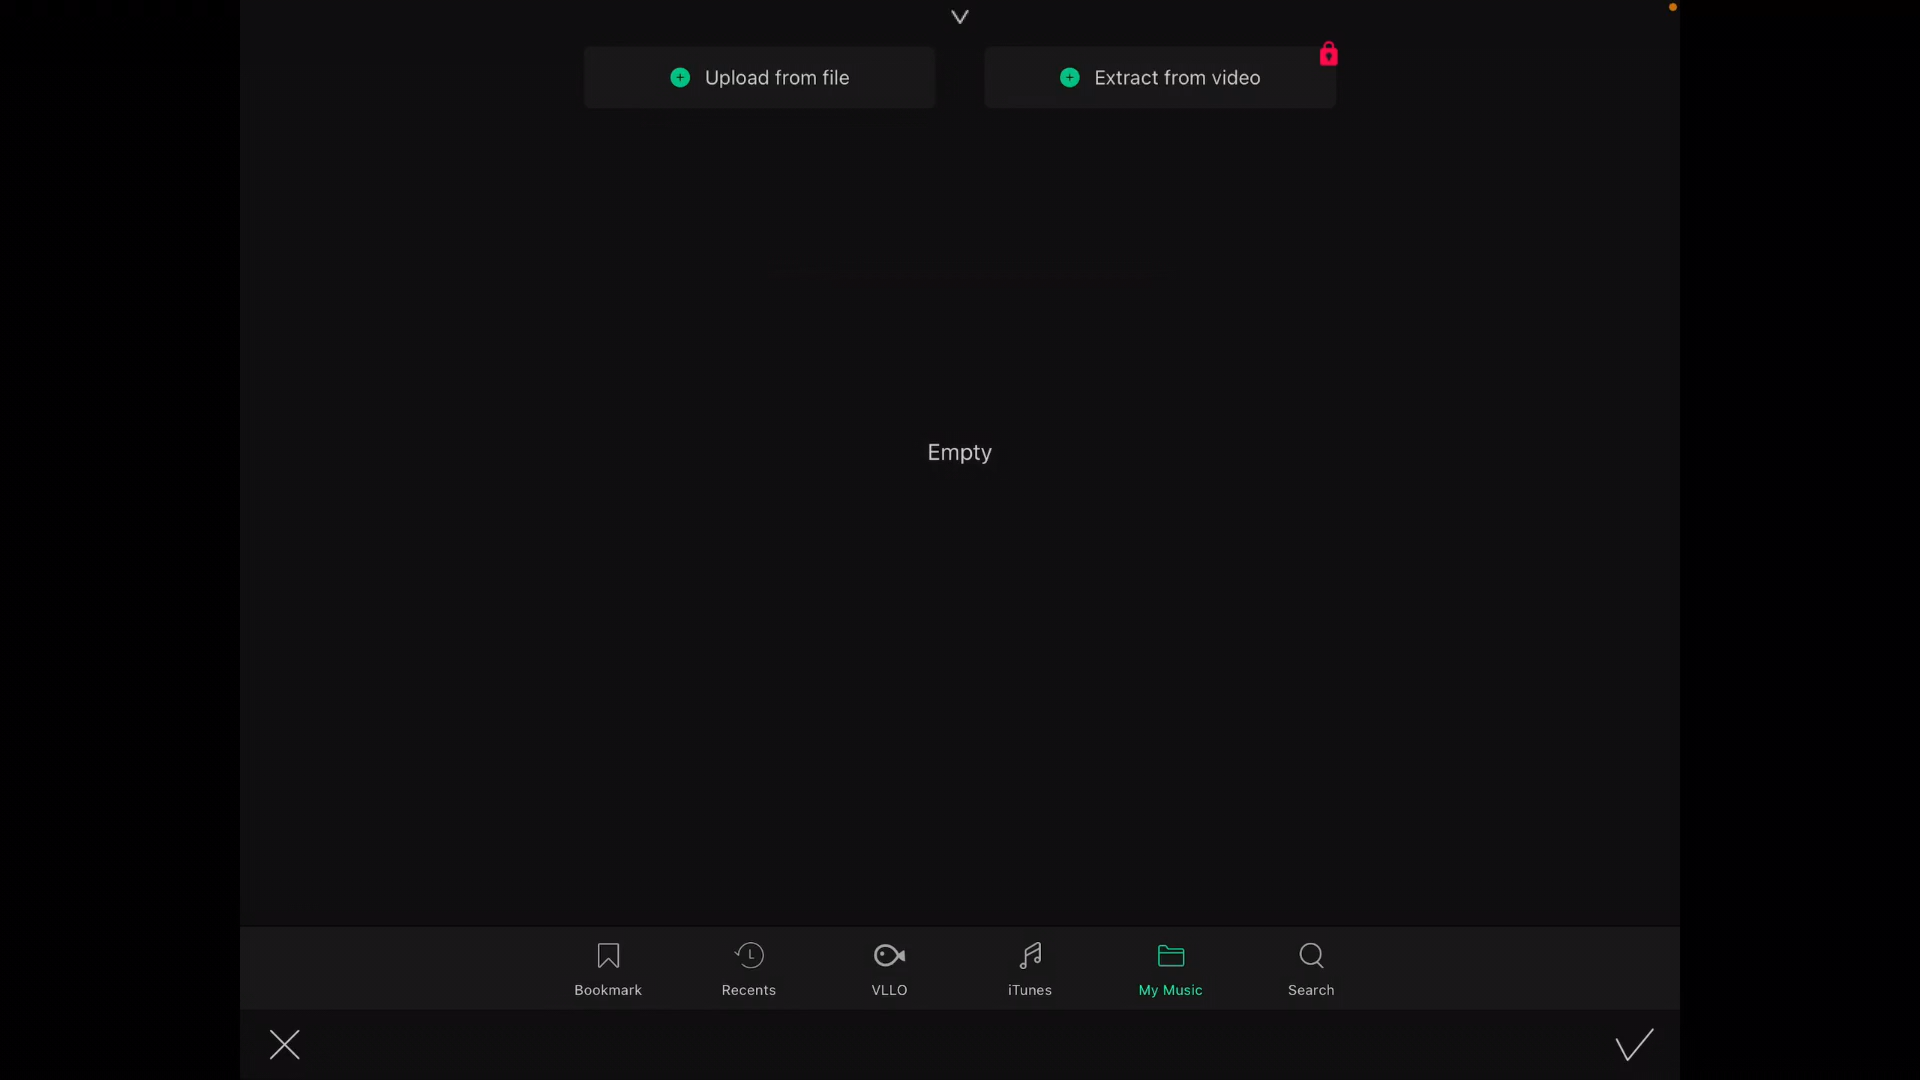 Upload from file
Extract from video
Empty
Bookmark
Recents
VLLO
iTunes
My Music
Search